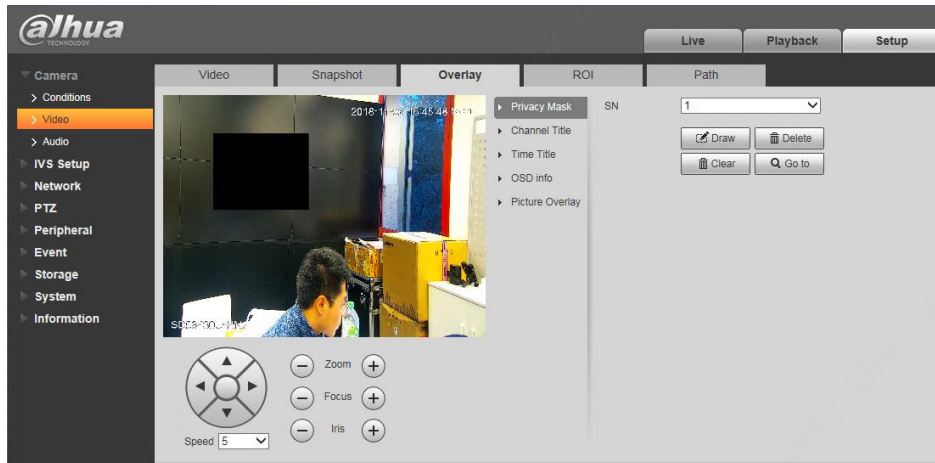 alhua
TECHNOLOGY
Live Playback Setup
Camera
Conditions
Video
Audio
IVS Setup
Network
PTZ
Peripheral
Event
Storage
System
Information
Video Snapshot Overlay ROI Path
Privacy Mask
Channel Title
Time Title
OSD info
Picture Overlay
SN 1
Draw Delete
Clear Go to
Zoom
Focus
Iris
Speed 5